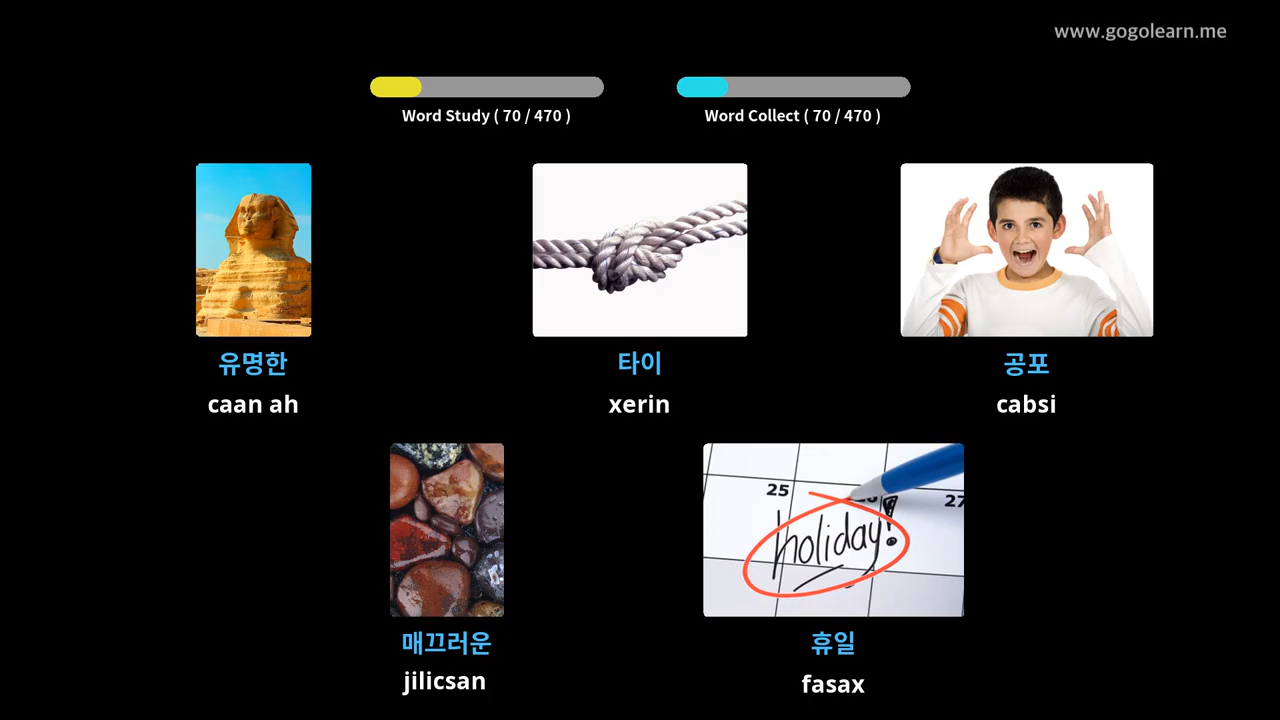 www.gogolearn.me
Word Study ( 70 / 470 )
Word Collect ( 70 / 470 )
유명한
caan ah
타이
xerin
공포
cabsi
25
27
holiday!
매끄러운
jilicsan
휴일
fasax